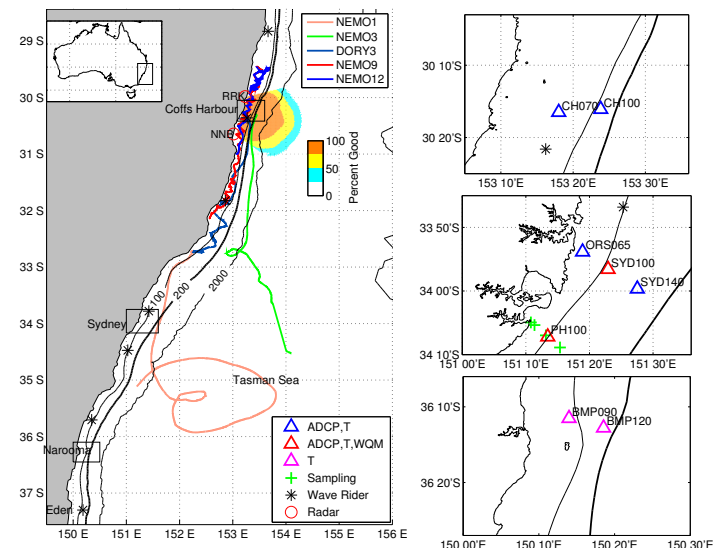 29°S
30°S
31°S
32°S
33°S
34°S
35°S
36°S
37°S
150°E
151°E
152°E
153°E
154°E
155°E
156°E
NEMO1
NEMO3
DORY3
NEMO9
NEMO12
RRK
Coffs Harbour
NNB
100
50
0
Percent Good
100
200
2000
Sydney
Tasman Sea
Narooma
Eden
ADCP,T
ADCP,T,WQM
T
Sampling
Wave Rider
Radar
30°10'S
30°20'S
CH070
CH100
153°10'E
153°20'E
153°30'E
33°50'S
34°00'S
34°10'S
ORS065
SYD100
SYD140
PH100
151°00'E
151°10'E
151°20'E
151°30'E
36°10'S
36°20'S
BMP090
BMP120
150°00'E
150°10'E
150°20'E
150°30'E